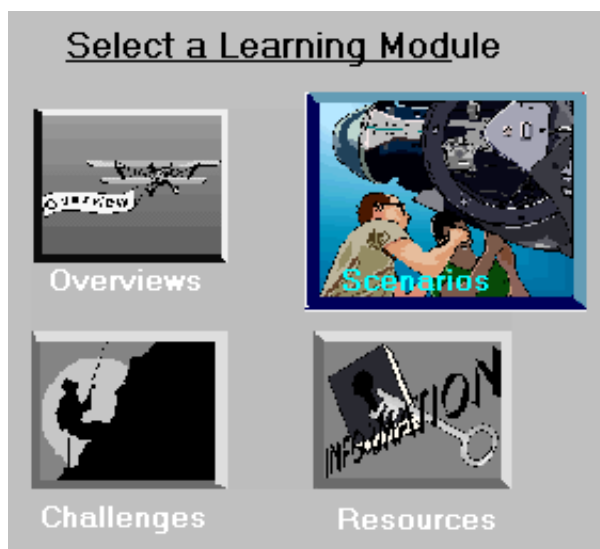 Select a Learning Module
Overview
Overviews
Scenarios
INFORMATION
Challenges
Resources